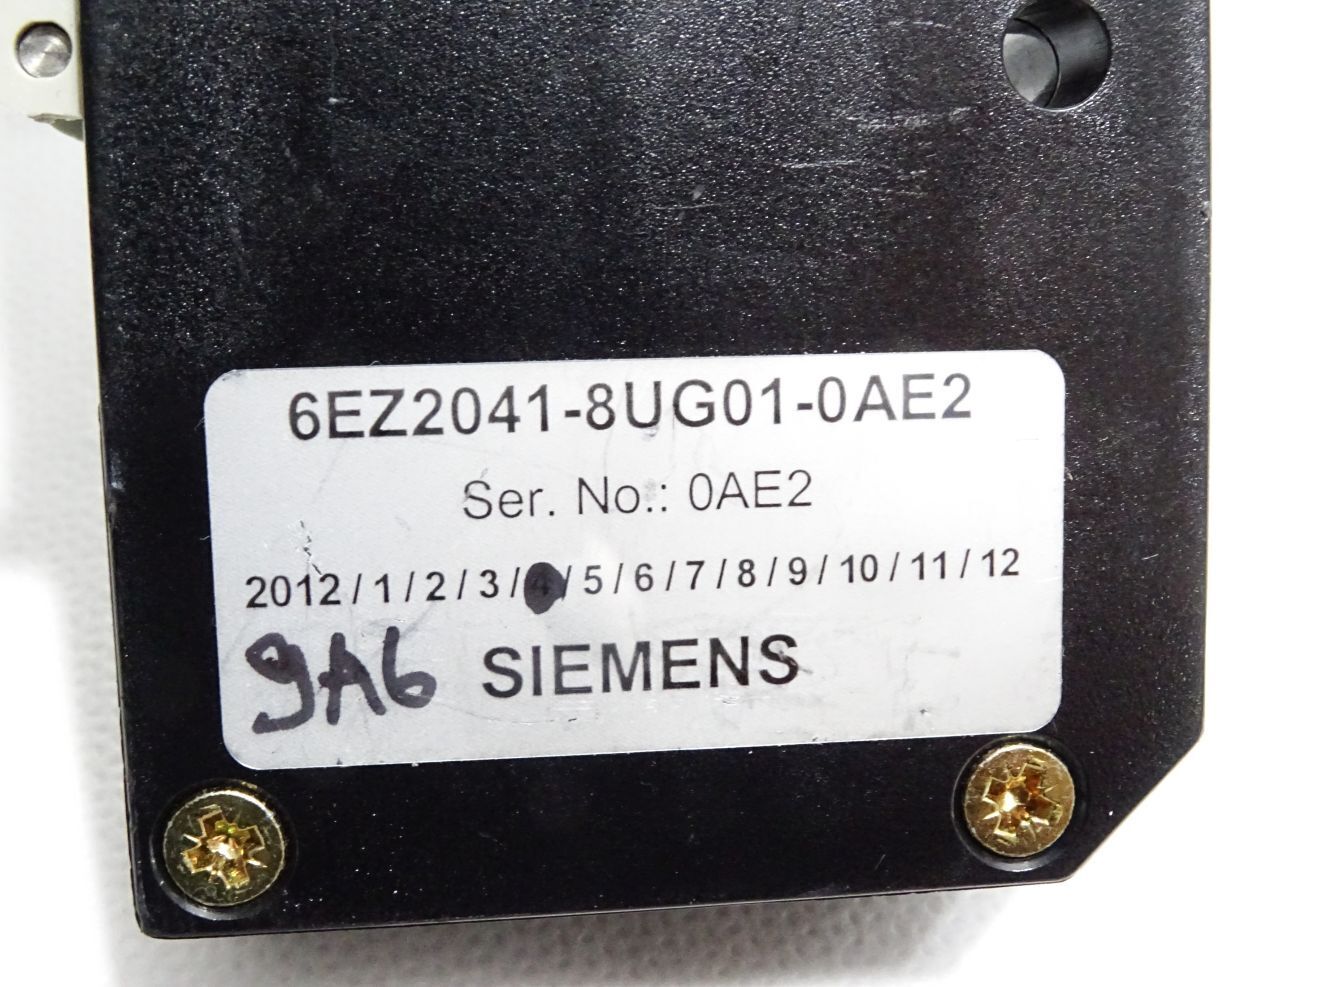 6EZ2041-8UG01-0AE2
Ser. No.: 0AE2
2012 / 1 / 2 / 3 / 4 / 5 / 6 / 7 / 8 / 9 / 10 / 11 / 12
9A6 SIEMENS